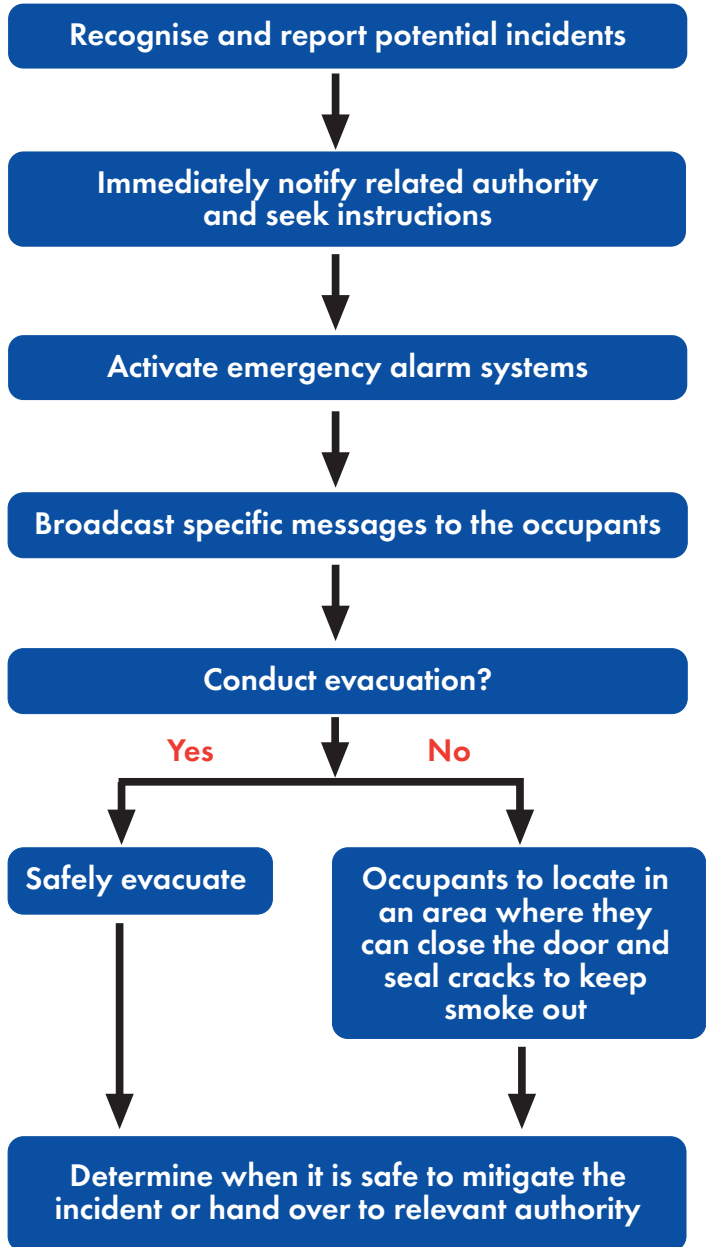 Recognise and report potential incidents
Immediately notify related authority
and seek instructions
Activate emergency alarm systems
Broadcast specific messages to the occupants
Conduct evacuation?
Yes
No
Safely evacuate
Occupants to locate in
an area where they
can close the door and
seal cracks to keep
smoke out
Determine when it is safe to mitigate the
incident or hand over to relevant authority